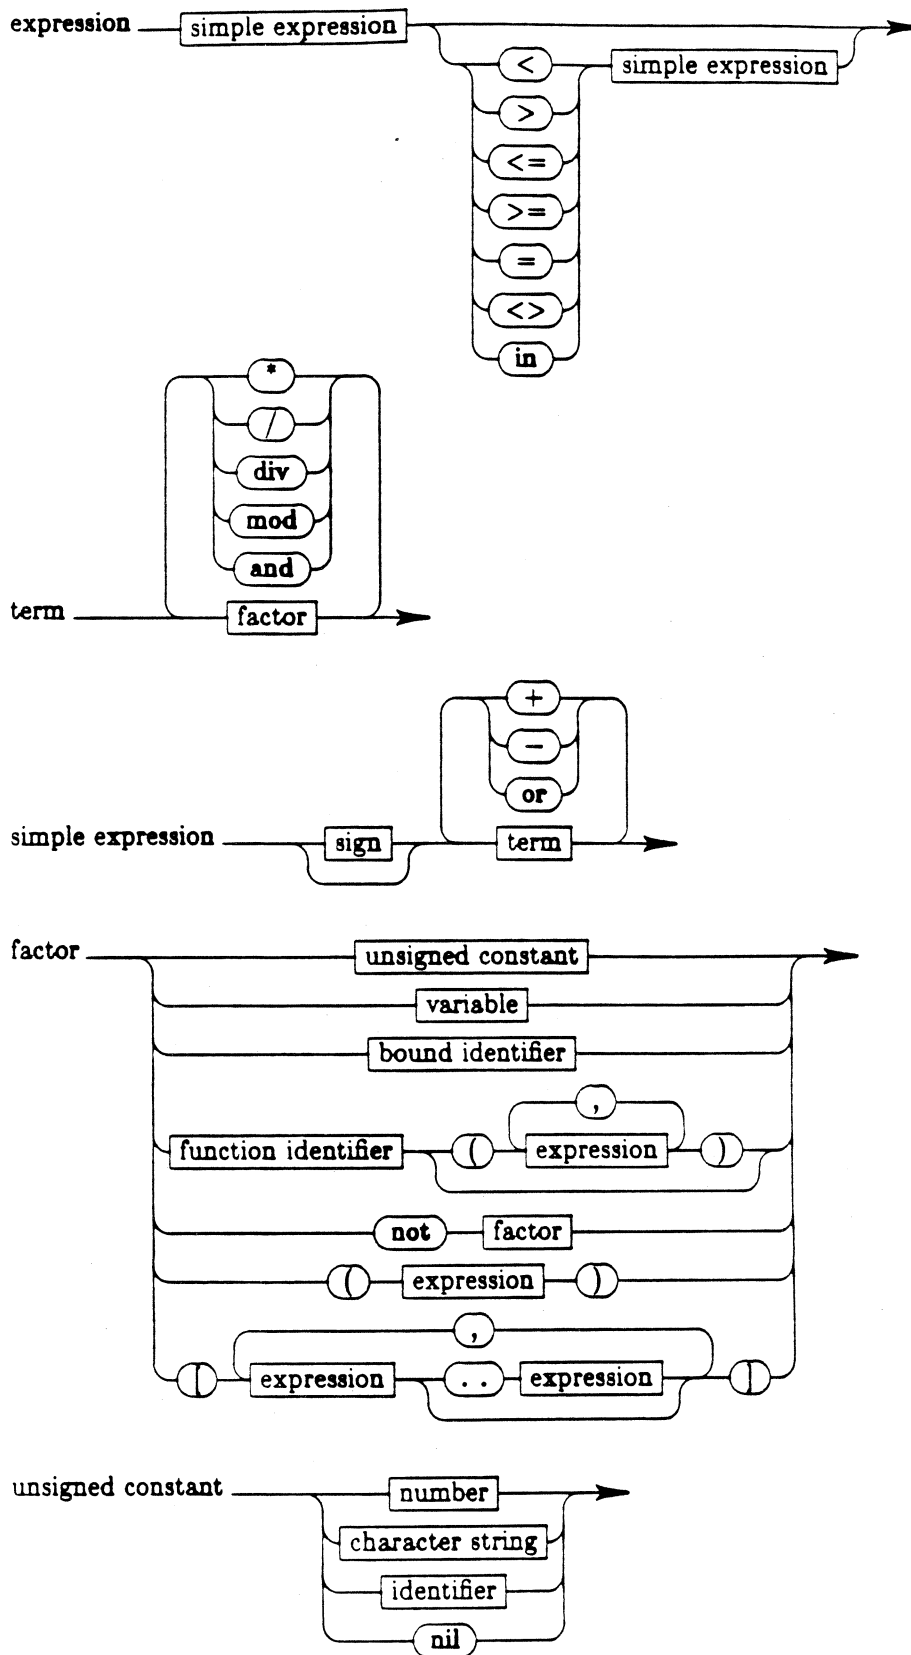 expression simple expression
< simple expression
>
<=
>=
=
<>
in
*
/
div
mod
and
term factor
+
-
or
simple expression sign term
factor unsigned constant
variable
bound identifier
,
function identifier ( expression )
not factor
( expression )
,
[ expression .. expression ]
unsigned constant number
character string
identifier
nil